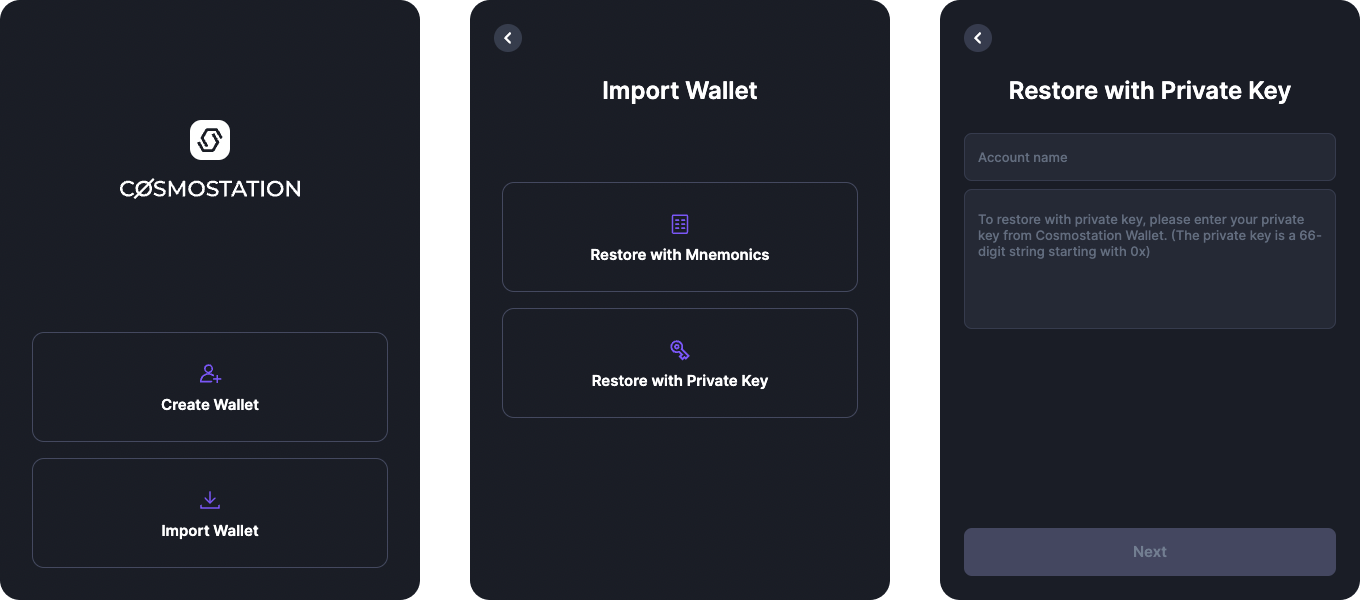 CØSMOSTATION
Create Wallet
Import Wallet
Import Wallet
Restore with Mnemonics
Restore with Private Key
Restore with Private Key
Account name
To restore with private key, please enter your private
key from Cosmostation Wallet. (The private key is a 66-
digit string starting with 0x)
Next